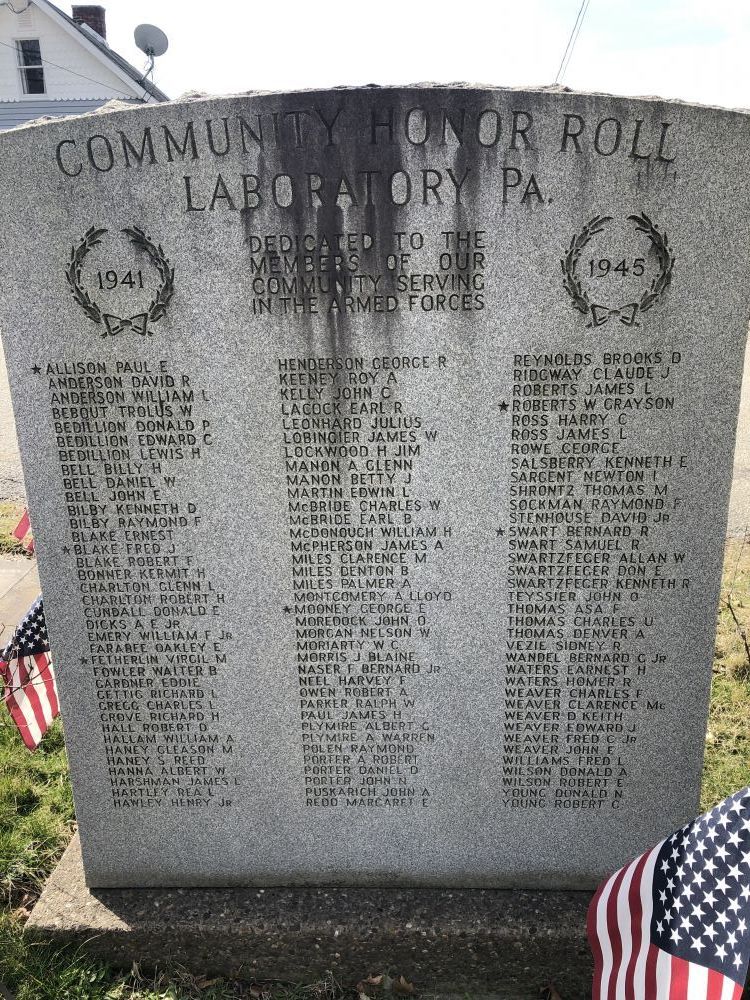 COMMUNITY HONOR ROLL
LABORATORY PA.
1941
DEDICATED TO THE
MEMBERS OF OUR
COMMUNITY SERVING
IN THE ARMED FORCES
1945
★ALLISON PAUL E
ANDERSON DAVID R
ANDERSON WILLIAM L
BEBOUT TROLUS W
BEDILLION DONALD P
BEDILLION EDWARD C
BEDILLION LEWIS H
BELL BILLY H
BELL DANIEL W
BELL JOHN E
BILBY KENNETH D
BILBY RAYMOND F
BLAKE ERNEST
★BLAKE FRED J
BLAKE ROBERT F
BONNER KERMIT H
CHARLTON GLENN L
CHARLTON ROBERT H
CUNDALL DONALD E
DICKS A E JR
EMERY WILLIAM F JR
FARABEE OAKLEY E
★FETHERLIN VIRGIL M
FOWLER WALTER B
GARDNER EDDIE
GETTIG RICHARD L
GREGG CHARLES L
GROVE RICHARD H
HALL ROBERT O
HALLAM WILLIAM A
HANEY GLEASON M
HANEY S REED
HANNA ALBERT W
HARSHMAN JAMES L
HARTLEY REA L
HAWLEY HENRY JR
HENDERSON GEORGE R
KEENEY ROY A
KELLY JOHN C
LACOCK EARL R
LEONHARD JULIUS
LOBINGIER JAMES W
LOCKWOOD H JIM
MANON A GLENN
MANON BETTY J
MARTIN EDWIN L
MCBRIDE CHARLES W
MCBRIDE EARL B
MCDONOUGH WILLIAM H
MCPHERSON JAMES A
MILES CLARENCE M
MILES DENTON B
MILES PALMER A
MONTGOMERY A LLOYD
★MOONEY GEORGE E
MOREDOCK JOHN O
MORGAN NELSON W
MORIARTY W C
MORRIS J BLAINE
NASER F BERNARD JR
NEEL HARVEY F
OWEN ROBERT A
PARKER RALPH W
PAUL JAMES H
PLYMIRE ALBERT G
PLYMIRE A WARREN
POLEN RAYMOND
PORTER A ROBERT
PORTER DANIEL D
PORTER JOHN N
PUSKARICH JOHN A
REDD MARGARET E
REYNOLDS BROOKS D
RIDGWAY CLAUDE J
ROBERTS JAMES L
★ROBERTS W GRAYSON
ROSS HARRY C
ROSS JAMES L
ROWE GEORGE
SALSBERRY KENNETH E
SARGENT NEWTON I
SHRONTZ THOMAS M
SOCKMAN RAYMOND F
STENHOUSE DAVID JR
★SWART BERNARD R
SWART SAMUEL R
SWARTZFEGER ALLAN W
SWARTZFEGER DON E
SWARTZFEGER KENNETH R
TEYSSIER JOHN O
THOMAS ASA F
THOMAS CHARLES U
THOMAS DENVER A
VEZIE SIDNEY R
WANDEL BERNARD G JR
WATERS EARNEST H
WATERS HOMER R
WEAVER CHARLES F
WEAVER CLARENCE MC
WEAVER D KEITH
WEAVER EDWARD J
WEAVER FRED C JR
WEAVER JOHN E
WILLIAMS FRED L
WILSON DONALD A
WILSON ROBERT E
YOUNG DONALD N
YOUNG ROBERT C